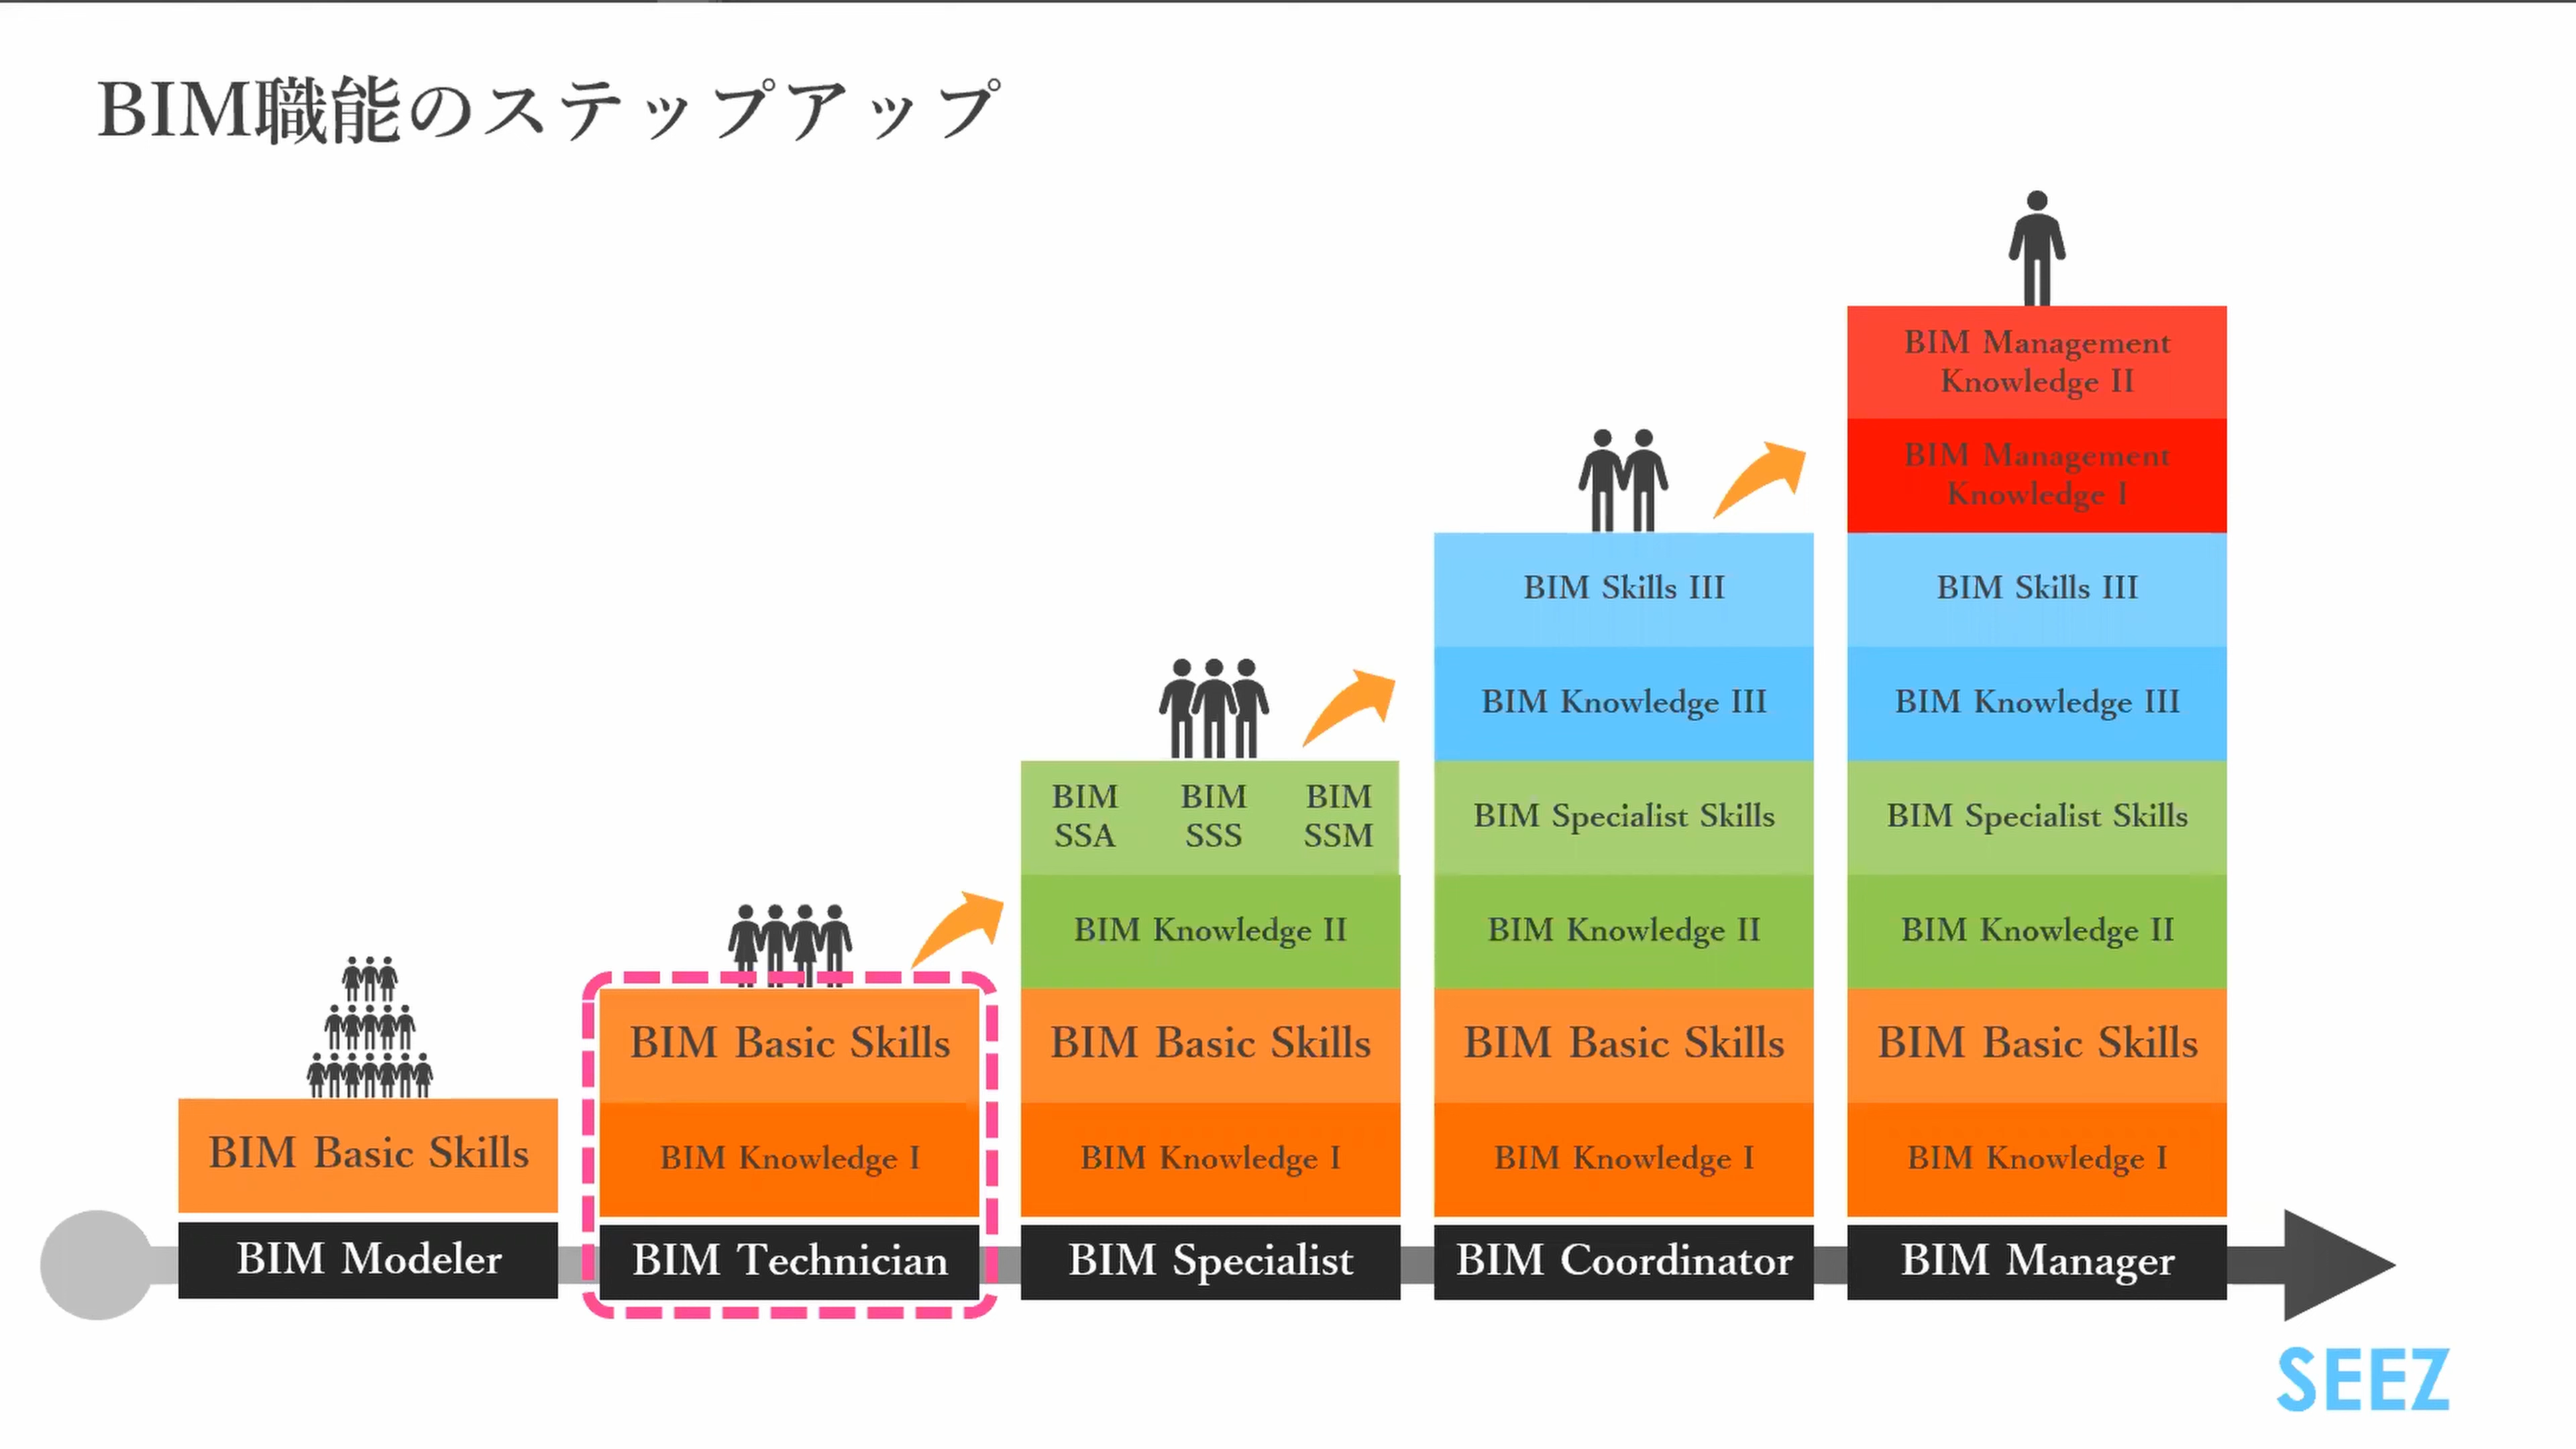 BIM職能のステップアップ
BIM Basic Skills
BIM Modeler
BIM Basic Skills
BIM Knowledge I
BIM Technician
BIM SSA
BIM SSS
BIM SSM
BIM Knowledge II
BIM Basic Skills
BIM Knowledge I
BIM Specialist
BIM Skills III
BIM Knowledge III
BIM Specialist Skills
BIM Knowledge II
BIM Basic Skills
BIM Knowledge I
BIM Coordinator
BIM Management
Knowledge II
BIM Management
Knowledge I
BIM Skills III
BIM Knowledge III
BIM Specialist Skills
BIM Knowledge II
BIM Basic Skills
BIM Knowledge I
BIM Manager
SEEZ